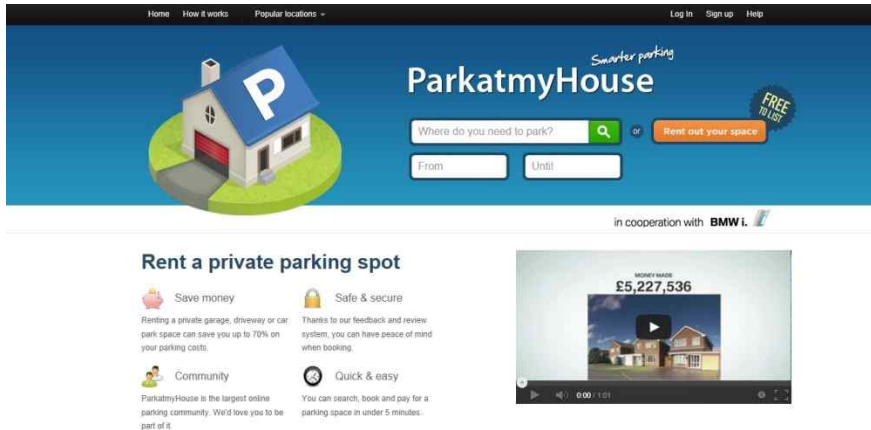 Home How it works Popular locations
Log In Sign up Help
P
Smarter parking
ParkatmyHouse
FREE
TO LIST
Where do you need to park?
or
Rent out your space
From Until
in cooperation with BMW i.
Rent a private parking spot
Save money
Renting a private garage, driveway or car
park space can save you up to 70% on
your parking costs.
Safe & secure
Thanks to our feedback and review
system, you can have peace of mind
when booking.
Community
ParkatmyHouse is the largest online
parking community. We'd love you to be
part of it.
Quick & easy
You can search, book and pay for a
parking space in under 5 minutes.
MONEY MADE
£5,227,536
0:00 / 1:01